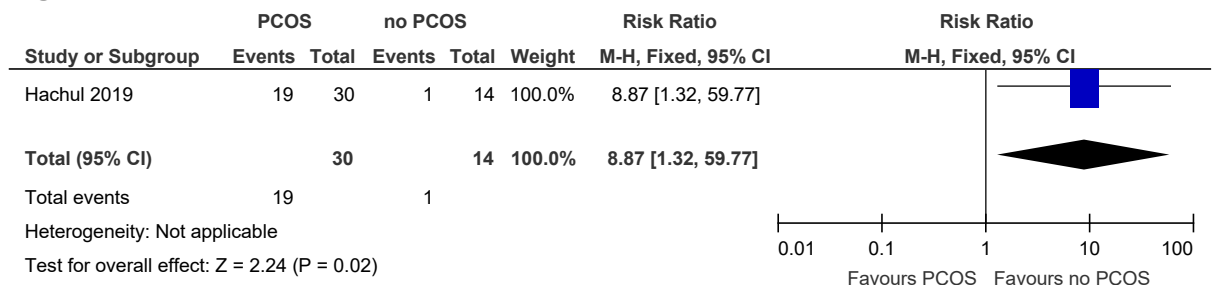 PCOS no PCOS Risk Ratio Risk Ratio
Study or Subgroup Events Total Events Total Weight M-H, Fixed, 95% CI M-H, Fixed, 95% CI
Hachul 2019 19 30 1 14 100.0% 8.87 [1.32, 59.77]
Total (95% CI) 30 14 100.0% 8.87 [1.32, 59.77]
Total events 19 1
Heterogeneity: Not applicable
Test for overall effect: Z = 2.24 (P = 0.02)
0.01 0.1 1 10 100
Favours PCOS Favours no PCOS